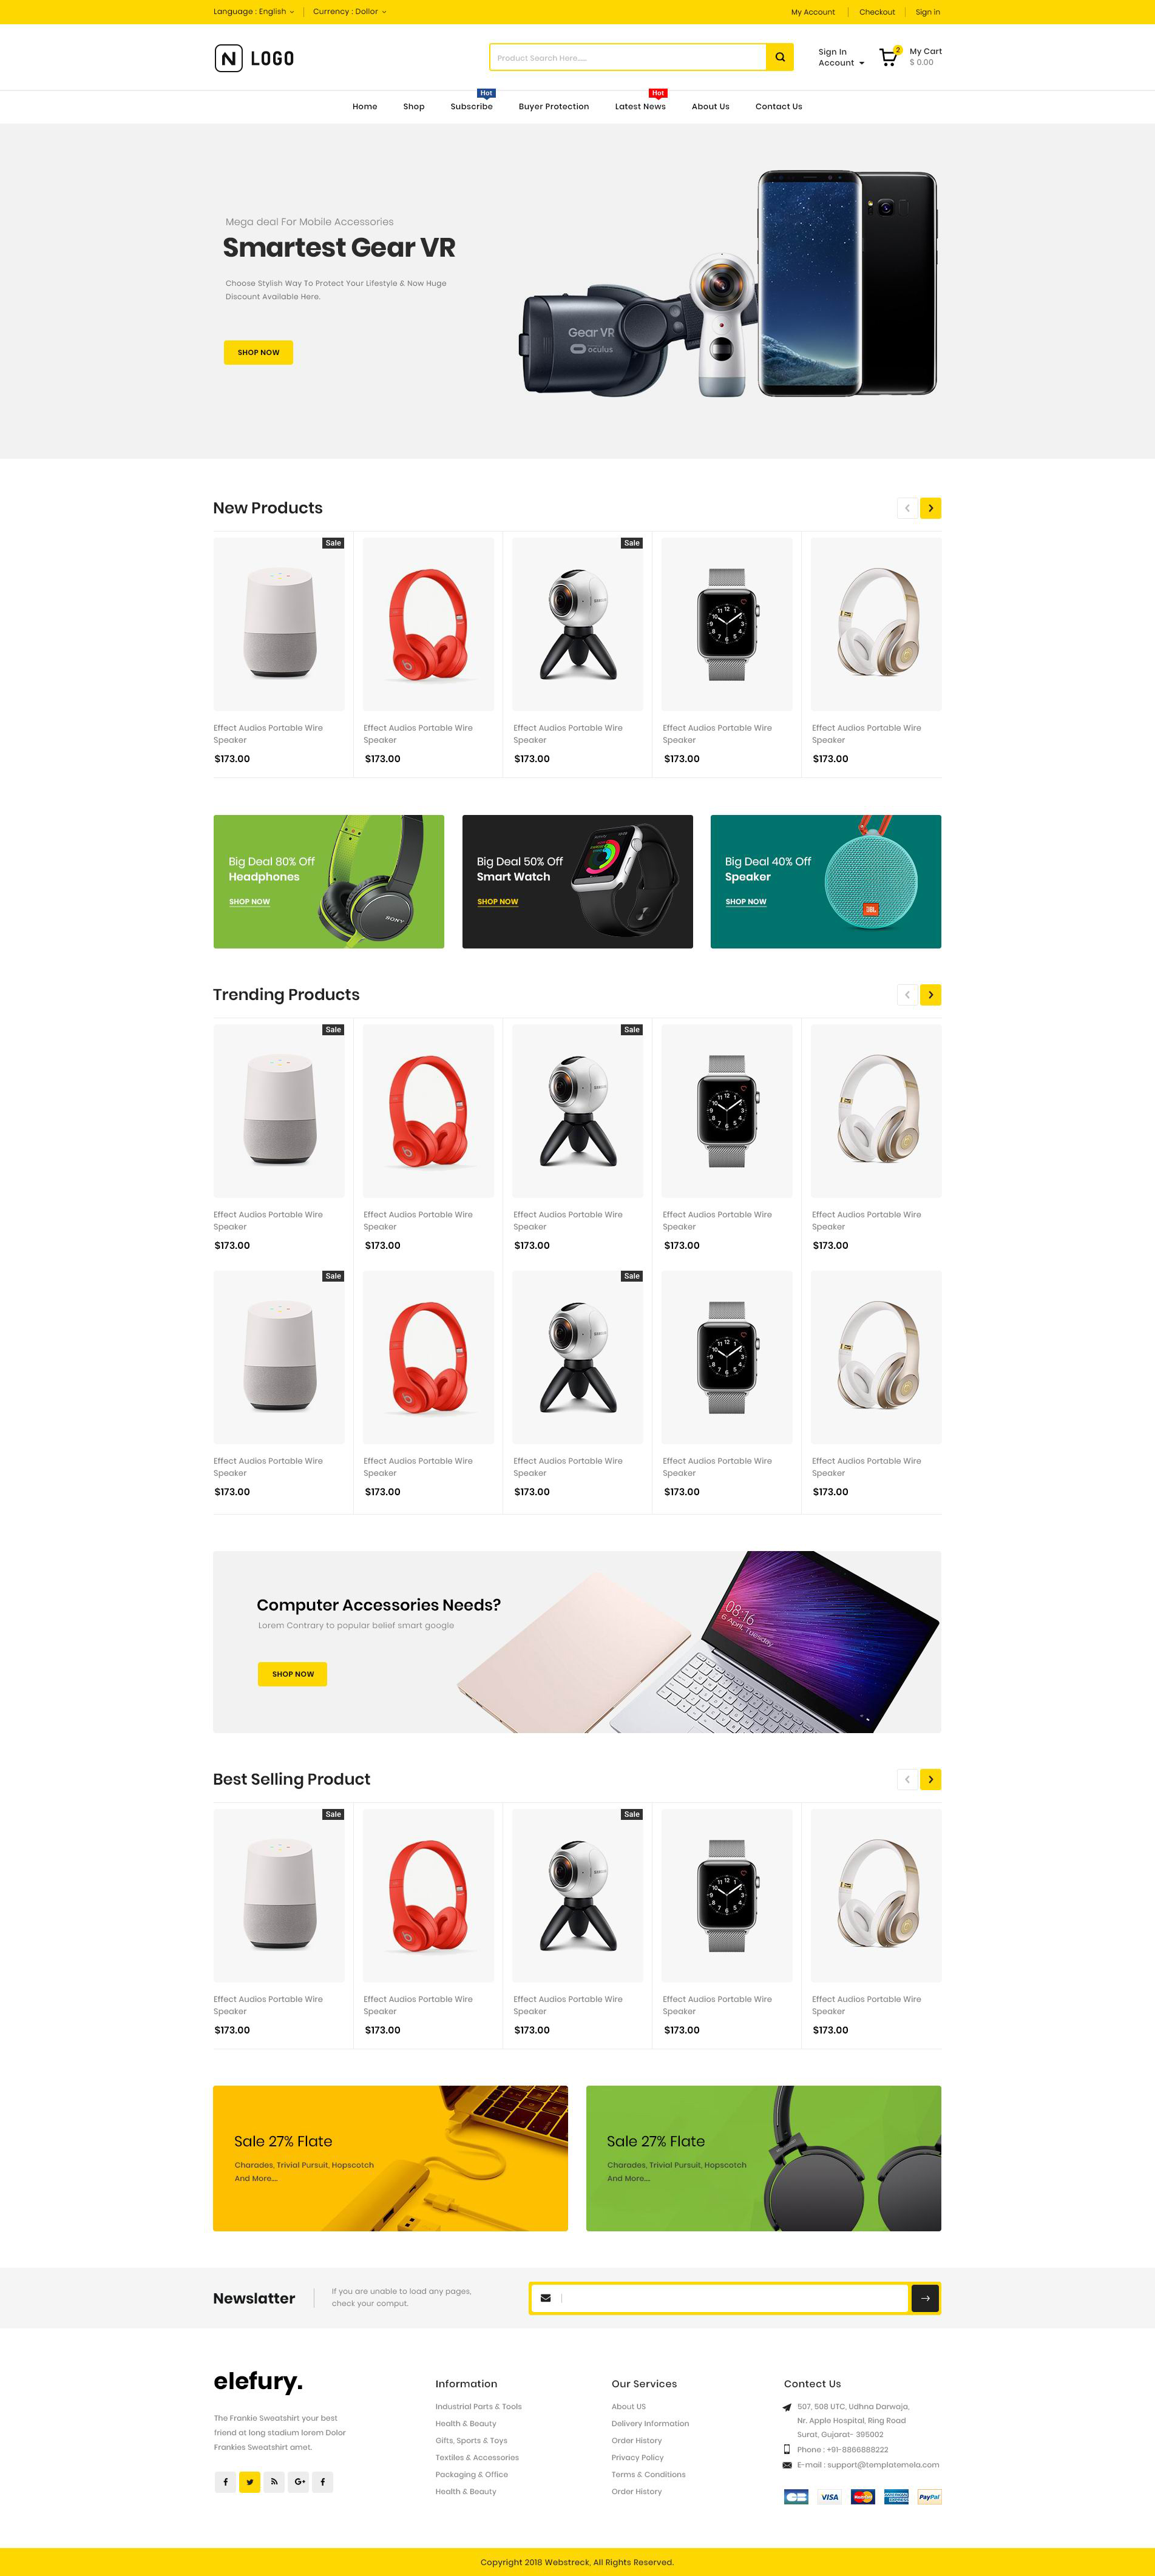 Language : English
Currency : Dollor
My Account
Checkout
Sign in
N LOGO
Product Search Here.....
Sign In
Account
2
My Cart
$ 0.00
Hot
Hot
Home
Shop
Subscribe
Buyer Protection
Latest News
About Us
Contact Us
Mega deal For Mobile Accessories
Smartest Gear VR
Choose Stylish Way To Protect Your Lifestyle & Now Huge
Discount Available Here.
SHOP NOW
Gear VR
oculus
New Products
Sale
Sale
Effect Audios Portable Wire
Speaker
$173.00
Effect Audios Portable Wire
Speaker
$173.00
Effect Audios Portable Wire
Speaker
$173.00
Effect Audios Portable Wire
Speaker
$173.00
Effect Audios Portable Wire
Speaker
$173.00
Big Deal 80% Off
Headphones
SHOP NOW
SONY
Big Deal 50% Off
Smart Watch
SHOP NOW
Big Deal 40% Off
Speaker
SHOP NOW
JBL
Trending Products
Sale
Sale
Effect Audios Portable Wire
Speaker
$173.00
Effect Audios Portable Wire
Speaker
$173.00
Effect Audios Portable Wire
Speaker
$173.00
Effect Audios Portable Wire
Speaker
$173.00
Effect Audios Portable Wire
Speaker
$173.00
Sale
Sale
Effect Audios Portable Wire
Speaker
$173.00
Effect Audios Portable Wire
Speaker
$173.00
Effect Audios Portable Wire
Speaker
$173.00
Effect Audios Portable Wire
Speaker
$173.00
Effect Audios Portable Wire
Speaker
$173.00
Computer Accessories Needs?
Lorem Contrary to popular belief smart google
SHOP NOW
08:16
6 April, Tuesday
Best Selling Product
Sale
Sale
Effect Audios Portable Wire
Speaker
$173.00
Effect Audios Portable Wire
Speaker
$173.00
Effect Audios Portable Wire
Speaker
$173.00
Effect Audios Portable Wire
Speaker
$173.00
Effect Audios Portable Wire
Speaker
$173.00
Sale 27% Flate
Charades, Trivial Pursuit, Hopscotch
And More...
Sale 27% Flate
Charades, Trivial Pursuit, Hopscotch
And More...
Newslatter
If you are unable to load any pages,
check your comput.
elefury.
The Frankie Sweatshirt your best
friend at long stadium lorem Dolor
Frankies Sweatshirt amet.
Information
Industrial Parts & Tools
Health & Beauty
Gifts, Sports & Toys
Textiles & Accessories
Packaging & Office
Health & Beauty
Our Services
About US
Delivery Information
Order History
Privacy Policy
Terms & Conditions
Order History
Contect Us
507, 508 UTC, Udhna Darwaja,
Nr. Apple Hospital, Ring Road
Surat, Gujarat- 395002
Phone : +91-8866888222
E-mail : support@templatemela.com
CB VISA MasterCard AMERICAN EXPRESS PayPal
Copyright 2018 Webstreck, All Rights Reserved.